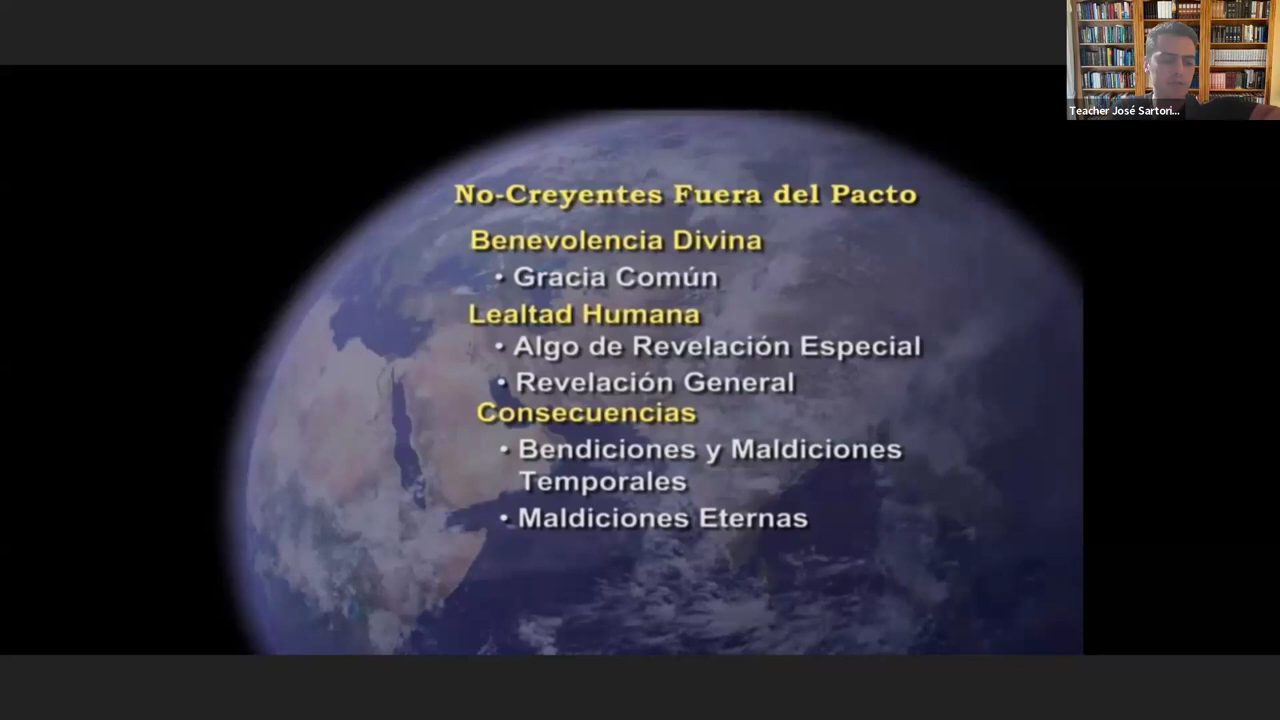 Teacher José Sartori...
No-Creyentes Fuera del Pacto
Benevolencia Divina
• Gracia Común
Lealtad Humana
• Algo de Revelación Especial
• Revelación General
Consecuencias
• Bendiciones y Maldiciones
Temporales
• Maldiciones Eternas